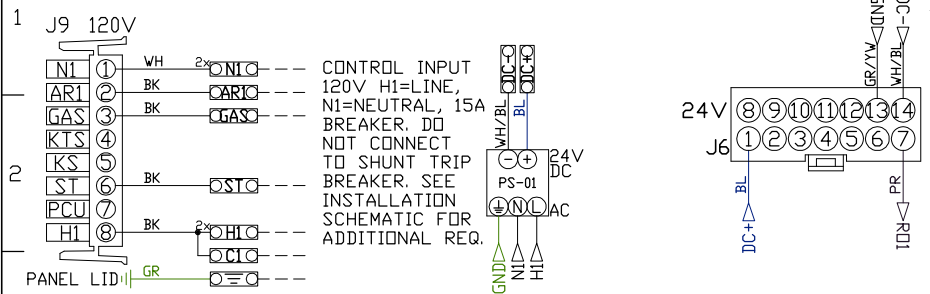 1
J9 120V
N1 1 WH 2x N1
AR1 2 BK AR1
GAS 3 BK GAS
KTS 4
KS 5
ST 6 BK ST
PCU 7
H1 8 BK 2x H1
C1
PANEL LID GR
2
CONTROL INPUT
120V H1=LINE,
N1=NEUTRAL, 15A
BREAKER. DO
NOT CONNECT
TO SHUNT TRIP
BREAKER. SEE
INSTALLATION
SCHEMATIC FOR
ADDITIONAL REQ.
DC- DC+
WH/BL BL
- + 24V
DC
PS-01
N L AC
GND N1 H1
GND DC-
GR/YW WH/BL
24V 8 9 10 11 12 13 14
J6 1 2 3 4 5 6 7
BL PR
DC+ RO1